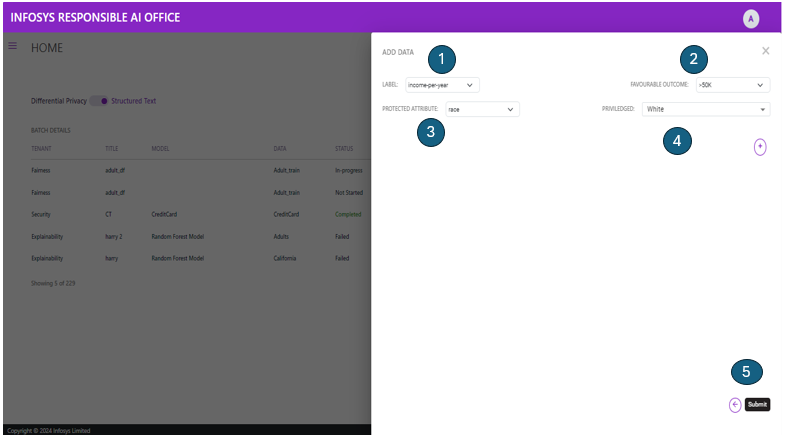 INFOSYS RESPONSIBLE AI OFFICE
A
HOME
ADD DATA
1
2
LABEL: income-per-year
FAVOURABLE OUTCOME: >50K
Differential Privacy Structured Text
PROTECTED ATTRIBUTE: race
PRIVILEDGED: White
3
4
BATCH DETAILS
TENANT TITLE MODEL DATA STATUS
Fairness adult_df Adult_train In-progress
Fairness adult_df Adult_train Not Started
Security CT CreditCard CreditCard Completed
Explainability harry 2 Random Forest Model Adults Failed
Explainability harry Random Forest Model California Failed
Showing 5 of 229
5
Submit
Copyright © 2024 Infosys Limited